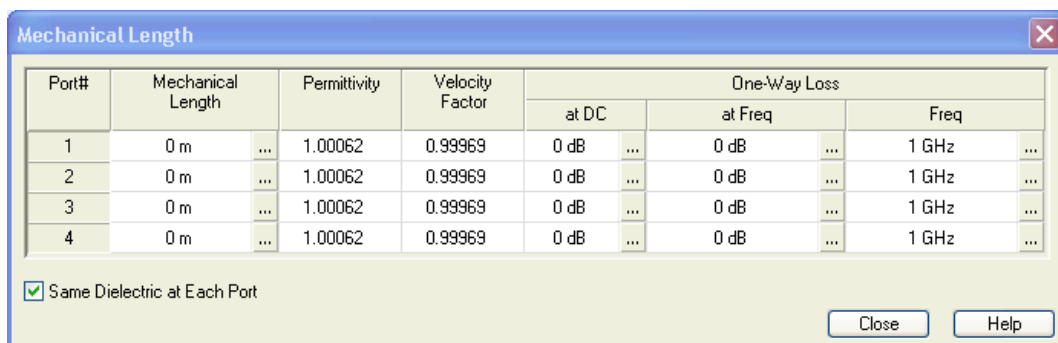 Mechanical Length
Port# Mechanical Length Permittivity Velocity Factor One-Way Loss
at DC at Freq Freq
1 0 m ... 1.00062 0.99969 0 dB ... 0 dB ... 1 GHz ...
2 0 m ... 1.00062 0.99969 0 dB ... 0 dB ... 1 GHz ...
3 0 m ... 1.00062 0.99969 0 dB ... 0 dB ... 1 GHz ...
4 0 m ... 1.00062 0.99969 0 dB ... 0 dB ... 1 GHz ...
Same Dielectric at Each Port
Close Help